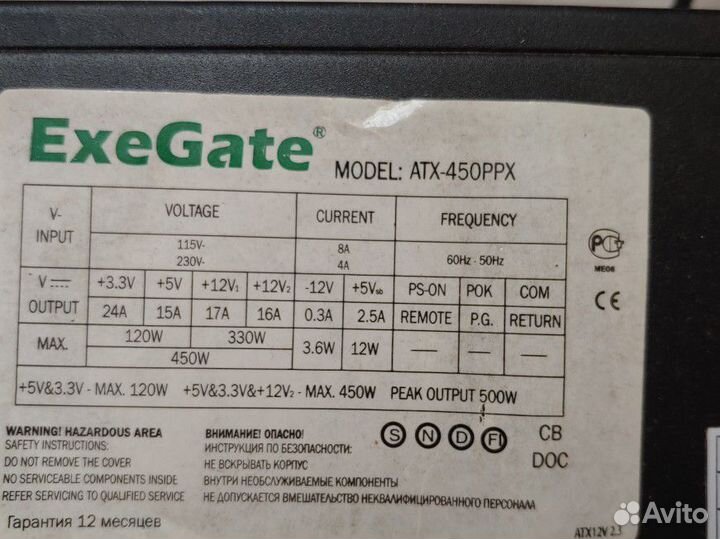 ExeGate®
MODEL: ATX-450PPX
V-INPUT VOLTAGE CURRENT FREQUENCY
115V- 8A
230V- 4A 60Hz - 50Hz
V OUTPUT +3.3V +5V +12V₁ +12V₂ -12V +5Vsb PS-ON POK COM
24A 15A 17A 16A 0.3A 2.5A REMOTE P.G. RETURN
MAX. 120W 330W 3.6W 12W — — —
450W
+5V&3.3V - MAX. 120W +5V&3.3V&+12V₂ - MAX. 450W PEAK OUTPUT 500W
PC
ME06
CE
WARNING! HAZARDOUS AREA
SAFETY INSTRUCTIONS:
DO NOT REMOVE THE COVER
NO SERVICEABLE COMPONENTS INSIDE
REFER SERVICING TO QUALIFIED SERVICE
ВНИМАНИЕ! ОПАСНО!
ИНСТРУКЦИЯ ПО БЕЗОПАСНОСТИ:
НЕ ВСКРЫВАТЬ КОРПУС
ВНУТРИ НЕОБСЛУЖИВАЕМЫЕ КОМПОНЕНТЫ
НЕ ДОПУСКАЕТСЯ ВМЕШАТЕЛЬСТВО НЕКВАЛИФИЦИРОВАННОГО ПЕРСОНАЛА
S N D FI CB
DOC
Гарантия 12 месяцев
ATX12V 2.3
Avito